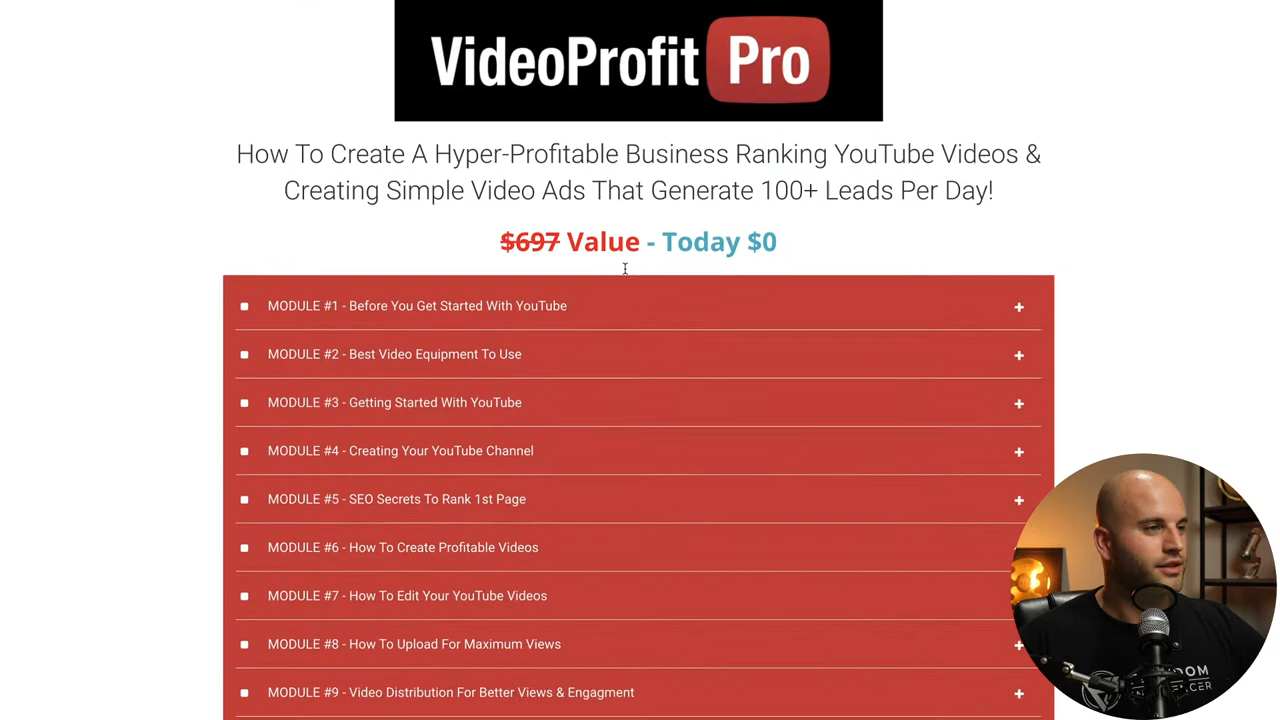 VideoProfit Pro
How To Create A Hyper-Profitable Business Ranking YouTube Videos &
Creating Simple Video Ads That Generate 100+ Leads Per Day!
$697 Value - Today $0
MODULE #1 - Before You Get Started With YouTube
MODULE #2 - Best Video Equipment To Use
MODULE #3 - Getting Started With YouTube
MODULE #4 - Creating Your YouTube Channel
MODULE #5 - SEO Secrets To Rank 1st Page
MODULE #6 - How To Create Profitable Videos
MODULE #7 - How To Edit Your YouTube Videos
MODULE #8 - How To Upload For Maximum Views
MODULE #9 - Video Distribution For Better Views & Engagment